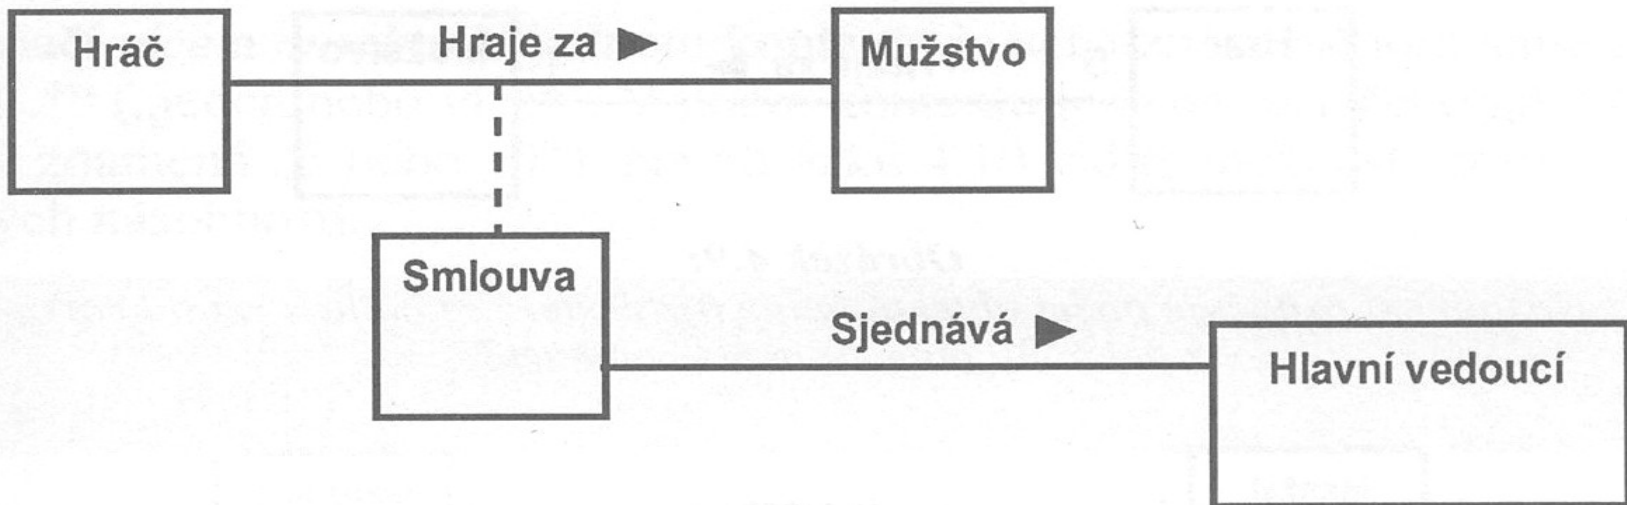 Hráč
Hraje za ▶
Mužstvo
Smlouva
Sjednává ▶
Hlavní vedoucí